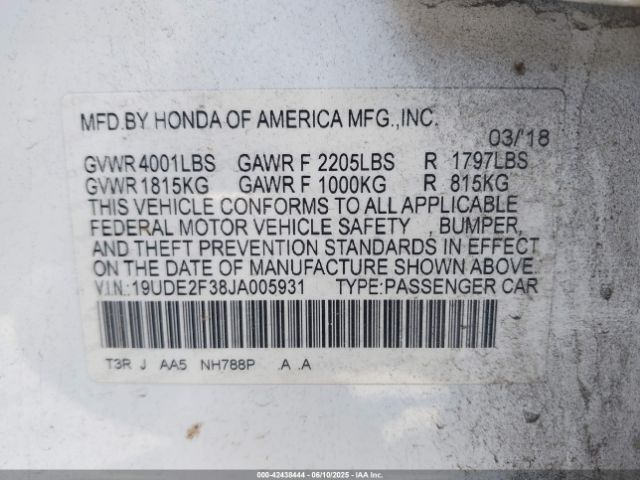 MFD.BY HONDA OF AMERICA MFG.,INC.
03/'18
GVWR 4001LBS GAWR F 2205LBS R 1797LBS
GVWR 1815KG GAWR F 1000KG R 815KG
THIS VEHICLE CONFORMS TO ALL APPLICABLE
FEDERAL MOTOR VEHICLE SAFETY , BUMPER,
AND THEFT PREVENTION STANDARDS IN EFFECT
ON THE DATE OF MANUFACTURE SHOWN ABOVE.
V.I.N.:19UDE2F38JA005931 TYPE:PASSENGER CAR
T3R J AA5 NH788P .A .A
000-42438444 - 06/10/2025 - IAA Inc.